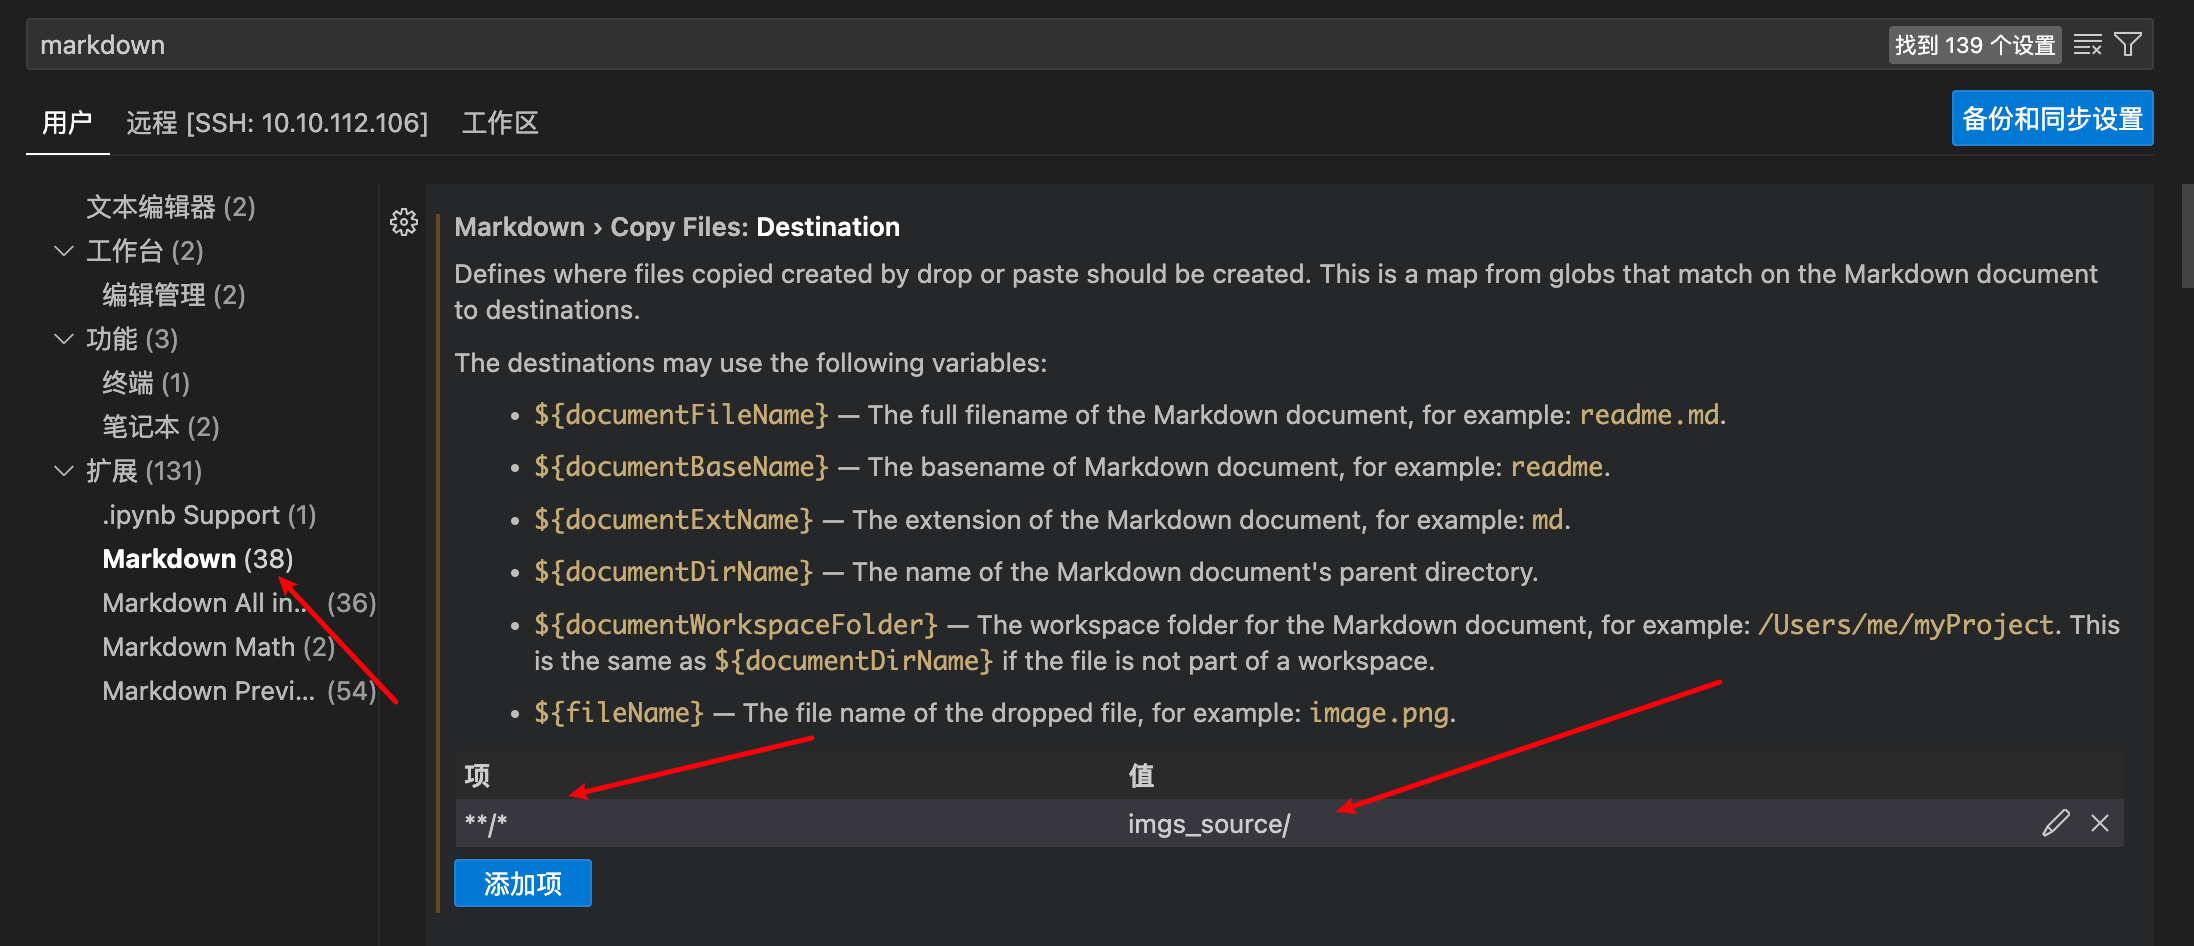 markdown
找到 139 个设置
用户
远程 [SSH: 10.10.112.106]
工作区
备份和同步设置
文本编辑器 (2)
工作台 (2)
编辑管理 (2)
功能 (3)
终端 (1)
笔记本 (2)
扩展 (131)
.ipynb Support (1)
Markdown (38)
Markdown All in... (36)
Markdown Math (2)
Markdown Previ... (54)
Markdown › Copy Files: Destination
Defines where files copied created by drop or paste should be created. This is a map from globs that match on the Markdown document
to destinations.
The destinations may use the following variables:
• ${documentFileName} — The full filename of the Markdown document, for example: readme.md.
• ${documentBaseName} — The basename of Markdown document, for example: readme.
• ${documentExtName} — The extension of the Markdown document, for example: md.
• ${documentDirName} — The name of the Markdown document's parent directory.
• ${documentWorkspaceFolder} — The workspace folder for the Markdown document, for example: /Users/me/myProject. This
is the same as ${documentDirName} if the file is not part of a workspace.
• ${fileName} — The file name of the dropped file, for example: image.png.
项
值
**/*
imgs_source/
添加项